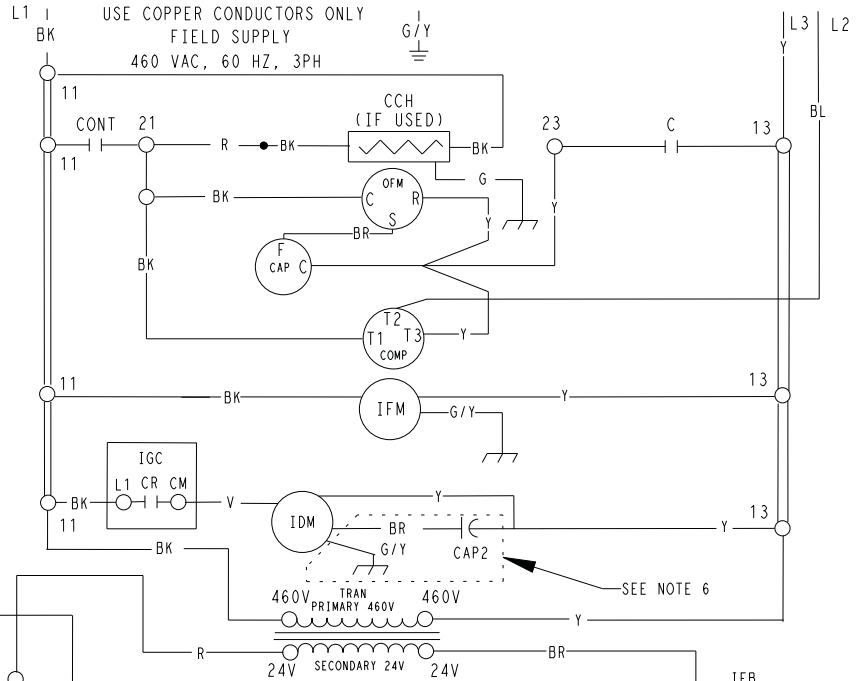 L1 USE COPPER CONDUCTORS ONLY L3 L2
BK FIELD SUPPLY G/Y Y
460 VAC, 60 HZ, 3PH
11
CCH
(IF USED)
BL
CONT 21 23 C 13
R BK BK
11
G
OFM
BK C R
S Y Y
BR
F
BK CAP C
T2
T1 T3 Y
COMP
11 13
BK IFM Y
G/Y
IGC
L1 CR CM Y
BK V 13
11 IDM BR Y
BK G/Y CAP2
SEE NOTE 6
460V TRAN 460V
PRIMARY 460V
Y
R BR
24V SECONDARY 24V 24V